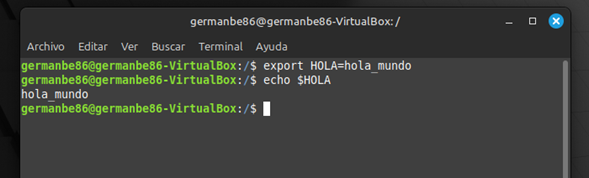 germanbe86@germanbe86-VirtualBox: /
Archivo Editar Ver Buscar Terminal Ayuda
germanbe86@germanbe86-VirtualBox:/$ export HOLA=hola_mundo
germanbe86@germanbe86-VirtualBox:/$ echo $HOLA
hola_mundo
germanbe86@germanbe86-VirtualBox:/$